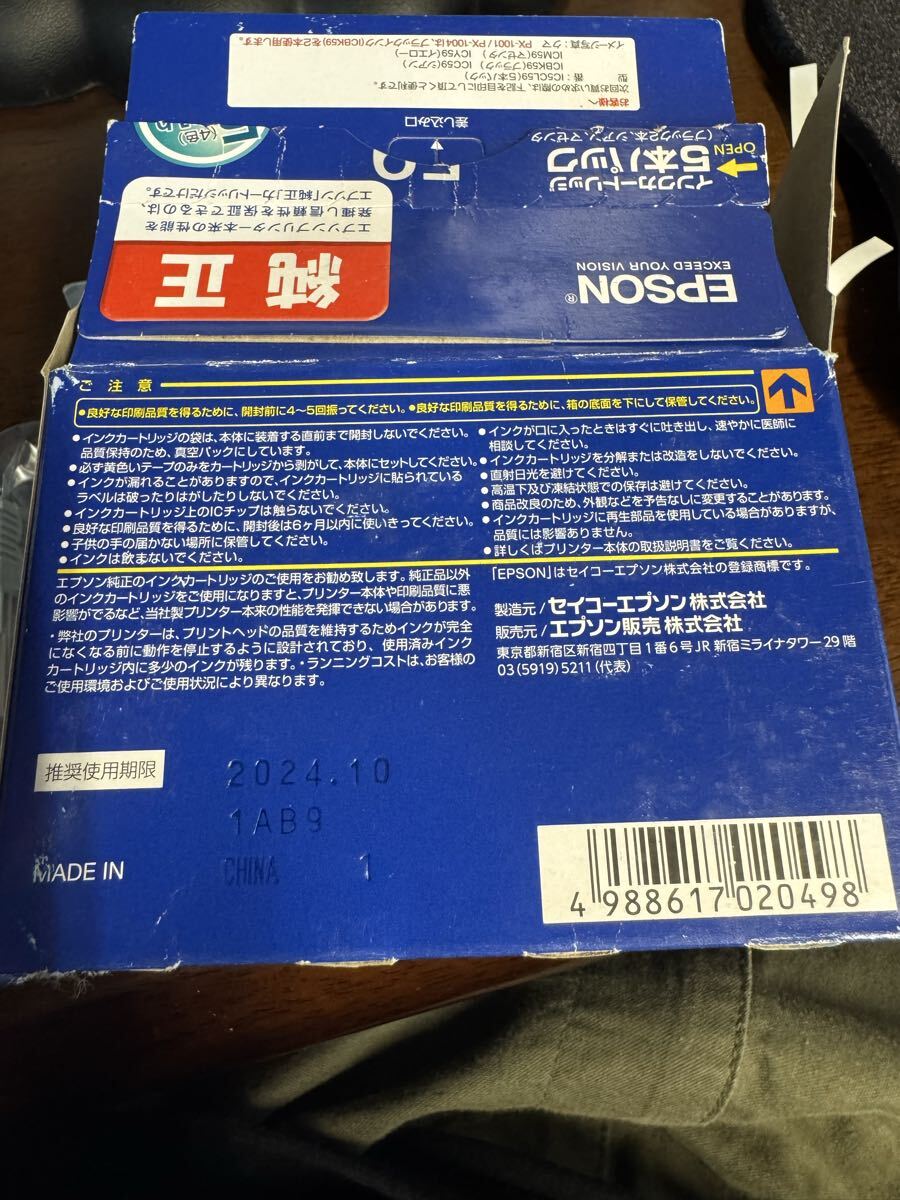 お客様へ
次回お買い求めの際は、下記を目印にして頂くと便利です。
型　番：IC5CL59(5本パック)
ICBK59(ブラック)　ICC59(シアン)
ICM59(マゼンタ)　ICY59(イエロー)
イメージ写真：クマ　PX-1001 / PX-1004は、ブラックインク(ICBK59)を2本使用します。
差し込み口
(4色)
インクカートリッジ
5本パック
OPEN
(ブラック2本、シアン、マゼンタ
純正
エプソンプリンター本来の性能を
発揮し信頼性を保証できるのは、
エプソン「純正」カートリッジだけです。
EPSON®
EXCEED YOUR VISION
ご注意
●良好な印刷品質を得るために、開封前に4〜5回振ってください。●良好な印刷品質を得るために、箱の底面を下にして保管してください。
●インクカートリッジの袋は、本体に装着する直前まで開封しないでください。
品質保持のため、真空パックにしています。
●必ず黄色いテープのみをカートリッジから剥がして、本体にセットしてください。
●インクが漏れることがありますので、インクカートリッジに貼られている
ラベルは破ったりはがしたりしないでください。
●インクカートリッジ上のICチップは触らないでください。
●良好な印刷品質を得るために、開封後は6ヶ月以内に使いきってください。
●子供の手の届かない場所に保管してください。
●インクは飲まないでください。
●インクが口に入ったときはすぐに吐き出し、速やかに医師に
相談してください。
●インクカートリッジを分解または改造をしないでください。
●直射日光を避けてください。
●高温下及び凍結状態での保存は避けてください。
●商品改良のため、外観などを予告なしに変更することがあります。
●インクカートリッジに再生部品を使用している場合がありますが、
品質には影響ありません。
●詳しくはプリンター本体の取扱説明書をご覧ください。
エプソン純正のインクカートリッジのご使用をお勧め致します。純正品以外
のインクカートリッジをご使用になりますと、プリンター本体や印刷品質に悪
影響がでるなど、当社製プリンター本来の性能を発揮できない場合があります。
・弊社のプリンターは、プリントヘッドの品質を維持するためインクが完全
になくなる前に動作を停止するように設計されており、使用済みインク
カートリッジ内に多少のインクが残ります。・ランニングコストは、お客様の
ご使用環境およびご使用状況により異なります。
「EPSON」はセイコーエプソン株式会社の登録商標です。
製造元/セイコーエプソン株式会社
販売元/エプソン販売 株式会社
東京都新宿区新宿四丁目1番6号JR新宿ミライナタワー29階
03(5919)5211(代表)
推奨使用期限
2024.10
1AB9
MADE IN
CHINA 1
4 988617 020498